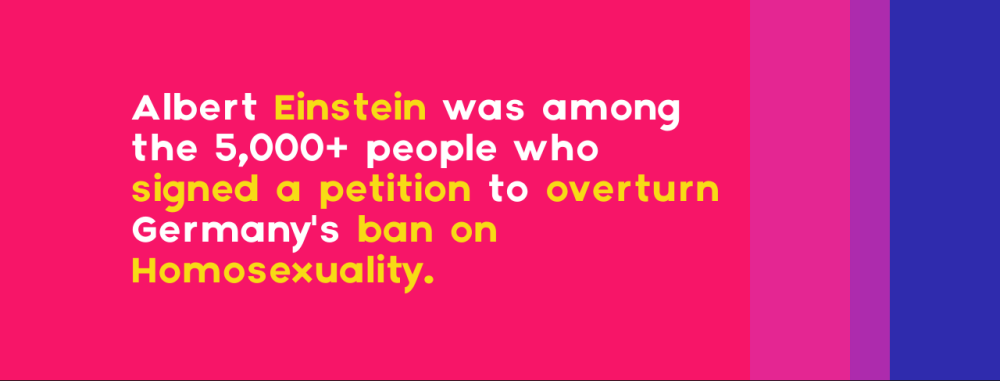 Albert Einstein was among
the 5,000+ people who
signed a petition to overturn
Germany's ban on
Homosexuality.